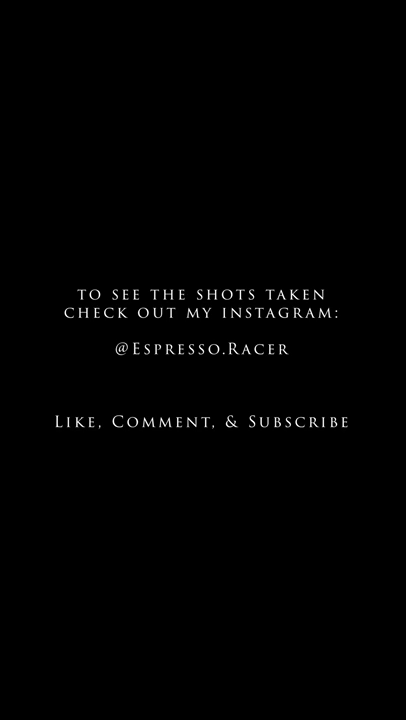 TO SEE THE SHOTS TAKEN
CHECK OUT MY INSTAGRAM:
@ESPRESSO.RACER
LIKE, COMMENT, & SUBSCRIBE